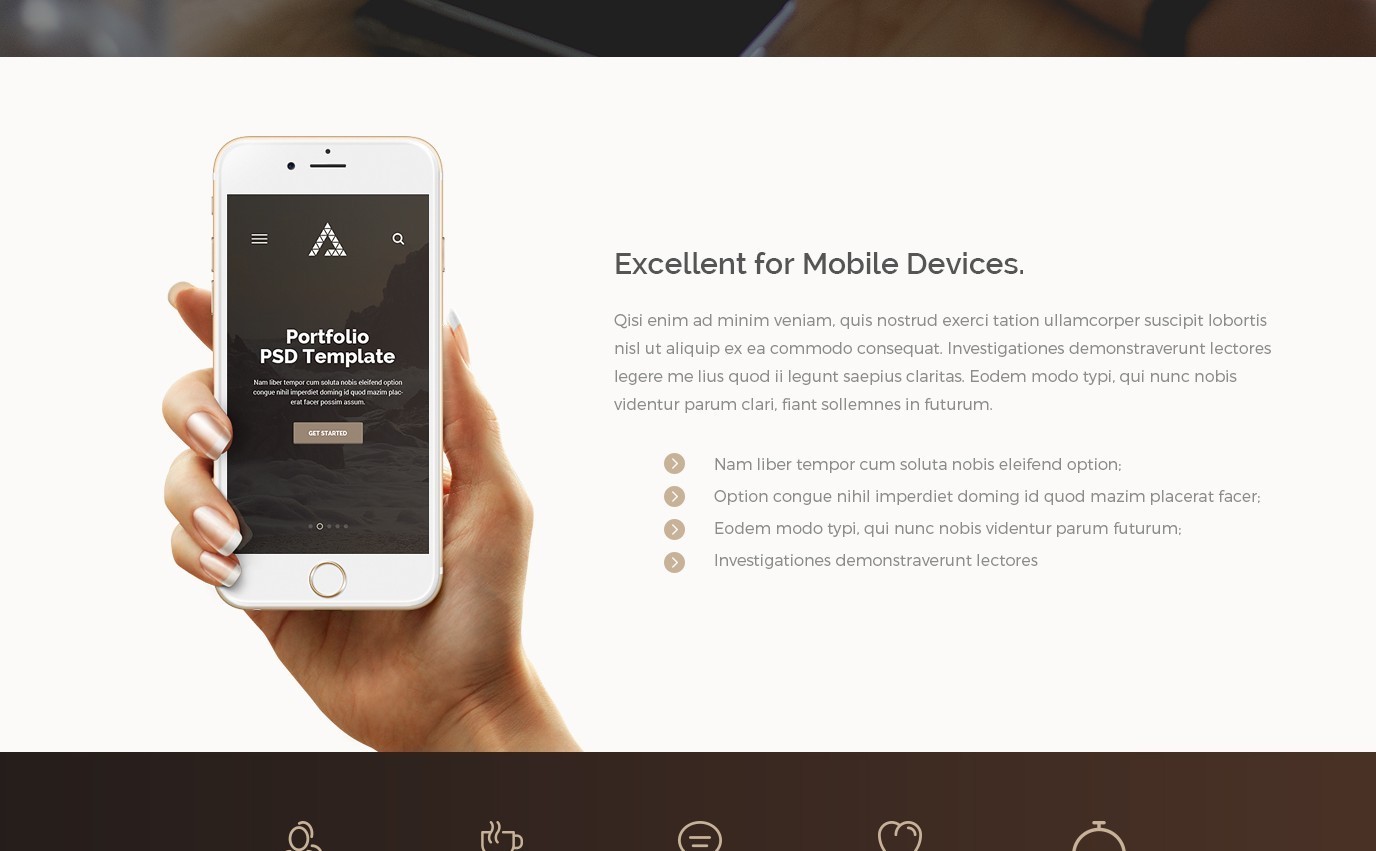 Portfolio
PSD Template
Nam liber tempor cum soluta nobis eleifend option
congue nihil imperdiet doming id quod mazim plac-
erat facer possim assum.
GET STARTED
Excellent for Mobile Devices.
Qisi enim ad minim veniam, quis nostrud exerci tation ullamcorper suscipit lobortis
nisl ut aliquip ex ea commodo consequat. Investigationes demonstraverunt lectores
legere me lius quod ii legunt saepius claritas. Eodem modo typi, qui nunc nobis
videntur parum clari, fiant sollemnes in futurum.
Nam liber tempor cum soluta nobis eleifend option;
Option congue nihil imperdiet doming id quod mazim placerat facer;
Eodem modo typi, qui nunc nobis videntur parum futurum;
Investigationes demonstraverunt lectores